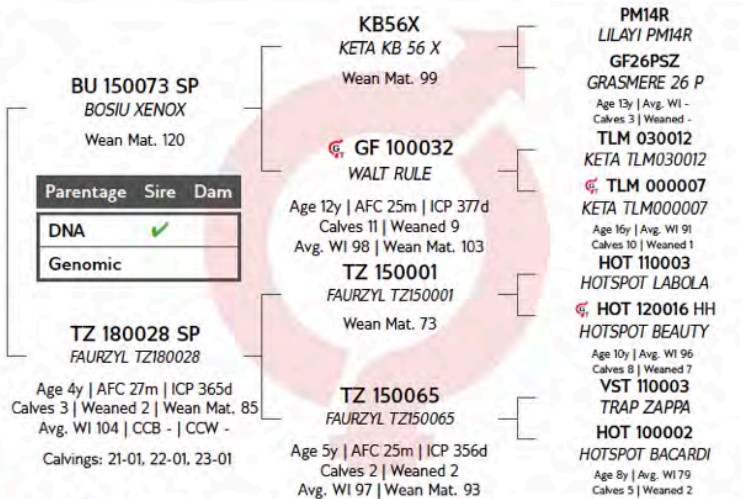 BU 150073 SP
BOSIU XENOX
Wean Mat. 120
Parentage Sire Dam
DNA ✔
Genomic
TZ 180028 SP
FAURZYL TZ180028
Age 4y | AFC 27m | ICP 365d
Calves 3 | Weaned 2 | Wean Mat. 85
Avg. WI 104 | CCB - | CCW -
Calvings: 21-01, 22-01, 23-01
KB56X
KETA KB 56 X
Wean Mat. 99
GF 100032
WALT RULE
Age 12y | AFC 25m | ICP 377d
Calves 11 | Weaned 9
Avg. WI 98 | Wean Mat. 103
TZ 150001
FAURZYL TZ150001
Wean Mat. 73
TZ 150065
FAURZYL TZ150065
Age 5y | AFC 25m | ICP 356d
Calves 2 | Weaned 2
Avg. WI 97 | Wean Mat. 93
PM14R
LILAYI PM14R
GF26PSZ
GRASMERE 26 P
Age 13y | Avg. WI -
Calves 3 | Weaned -
TLM 030012
KETA TLM030012
TLM 000007
KETA TLM000007
Age 16y | Avg. WI 91
Calves 10 | Weaned 1
HOT 110003
HOTSPOT LABOLA
HOT 120016 HH
HOTSPOT BEAUTY
Age 10y | Avg. WI 96
Calves 8 | Weaned 7
VST 110003
TRAP ZAPPA
HOT 100002
HOTSPOT BACARDI
Age 8y | Avg. WI 79
Calves 5 | Weaned 2